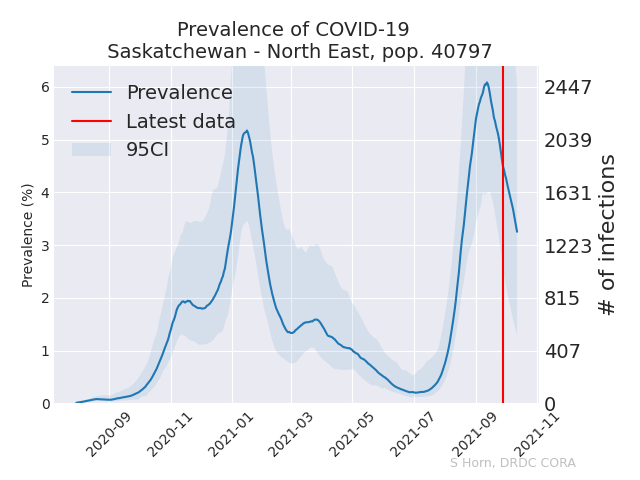 Prevalence of COVID-19
Saskatchewan - North East, pop. 40797
Prevalence
Latest data
95CI
Prevalence (%)
6
5
4
3
2
1
0
2447
2039
1631
1223
815
407
0
# of infections
2020-09
2020-11
2021-01
2021-03
2021-05
2021-07
2021-09
2021-11
S Horn, DRDC CORA